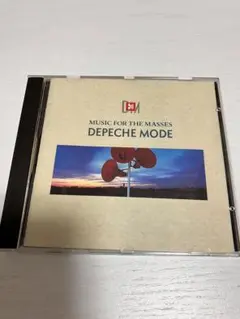 MUSIC FOR THE MASSES
DEPECHE MODE